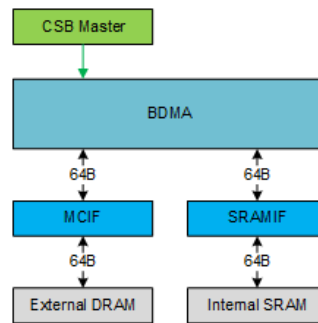 CSB Master
BDMA
64B 64B
MCIF SRAMIF
64B 64B
External DRAM Internal SRAM